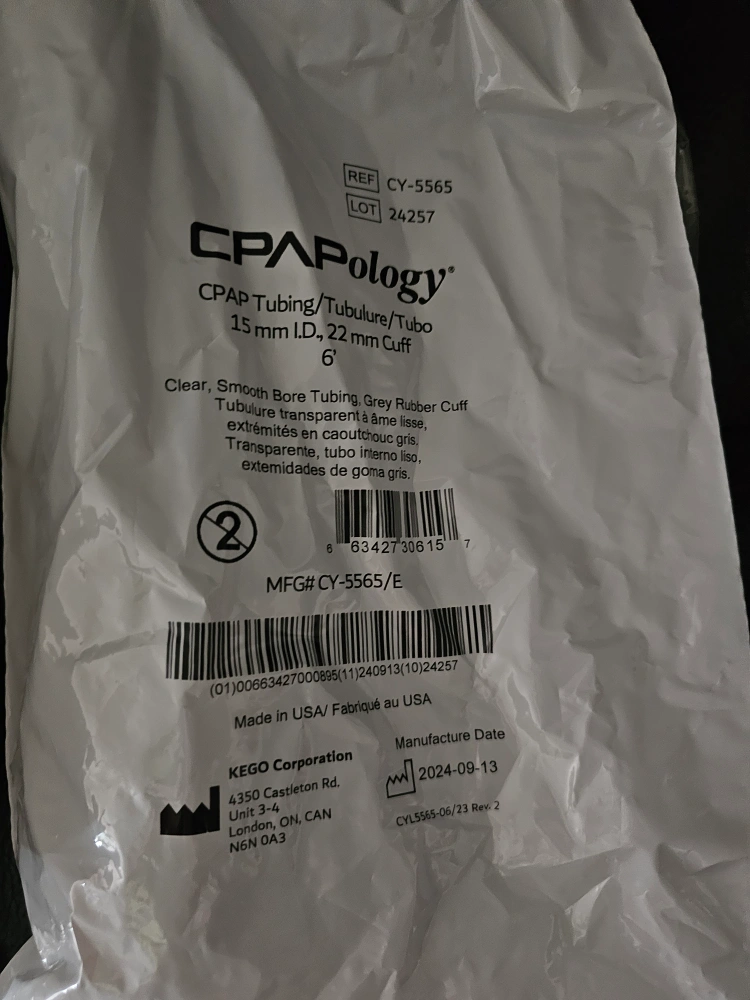 REF CY-5565
LOT 24257
CPAPology®
CPAP Tubing/Tubulure/Tubo
15 mm I.D., 22 mm Cuff
6'
Clear, Smooth Bore Tubing, Grey Rubber Cuff
Tubulure transparent à âme lisse,
extrémités en caoutchouc gris,
Transparente, tubo interno liso,
extemidades de goma gris.
2
6 63427 30615 7
MFG# CY-5565/E
(01)00663427000895(11)240913(10)24257
Made in USA/ Fabriqué au USA
KEGO Corporation
4350 Castleton Rd.
Unit 3-4
London, ON, CAN
N6N 0A3
Manufacture Date
2024-09-13
CYL5565-06/23 Rev. 2